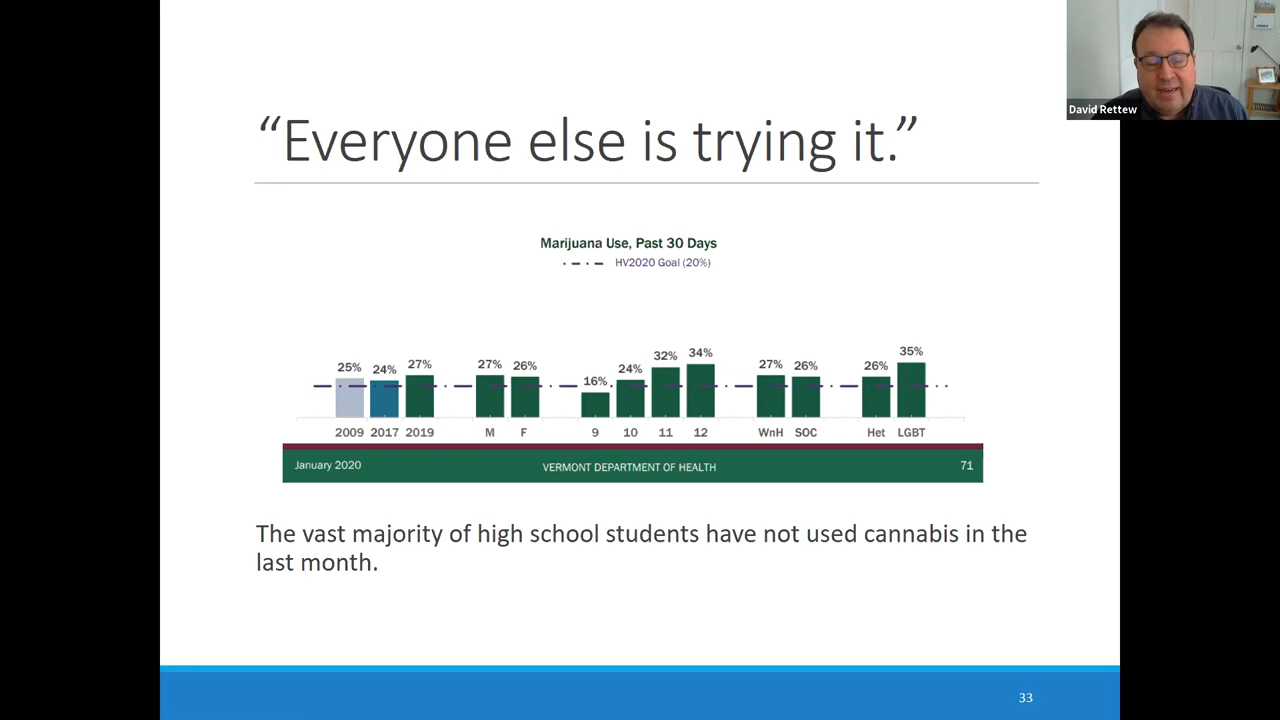 David Rettew
“Everyone else is trying it.”
Marijuana Use, Past 30 Days
HV2020 Goal (20%)
25% 24% 27% 27% 26% 16% 24% 32% 34% 27% 26% 26% 35%
2009 2017 2019 M F 9 10 11 12 WnH SOC Het LGBT
January 2020 VERMONT DEPARTMENT OF HEALTH 71
The vast majority of high school students have not used cannabis in the
last month.
33